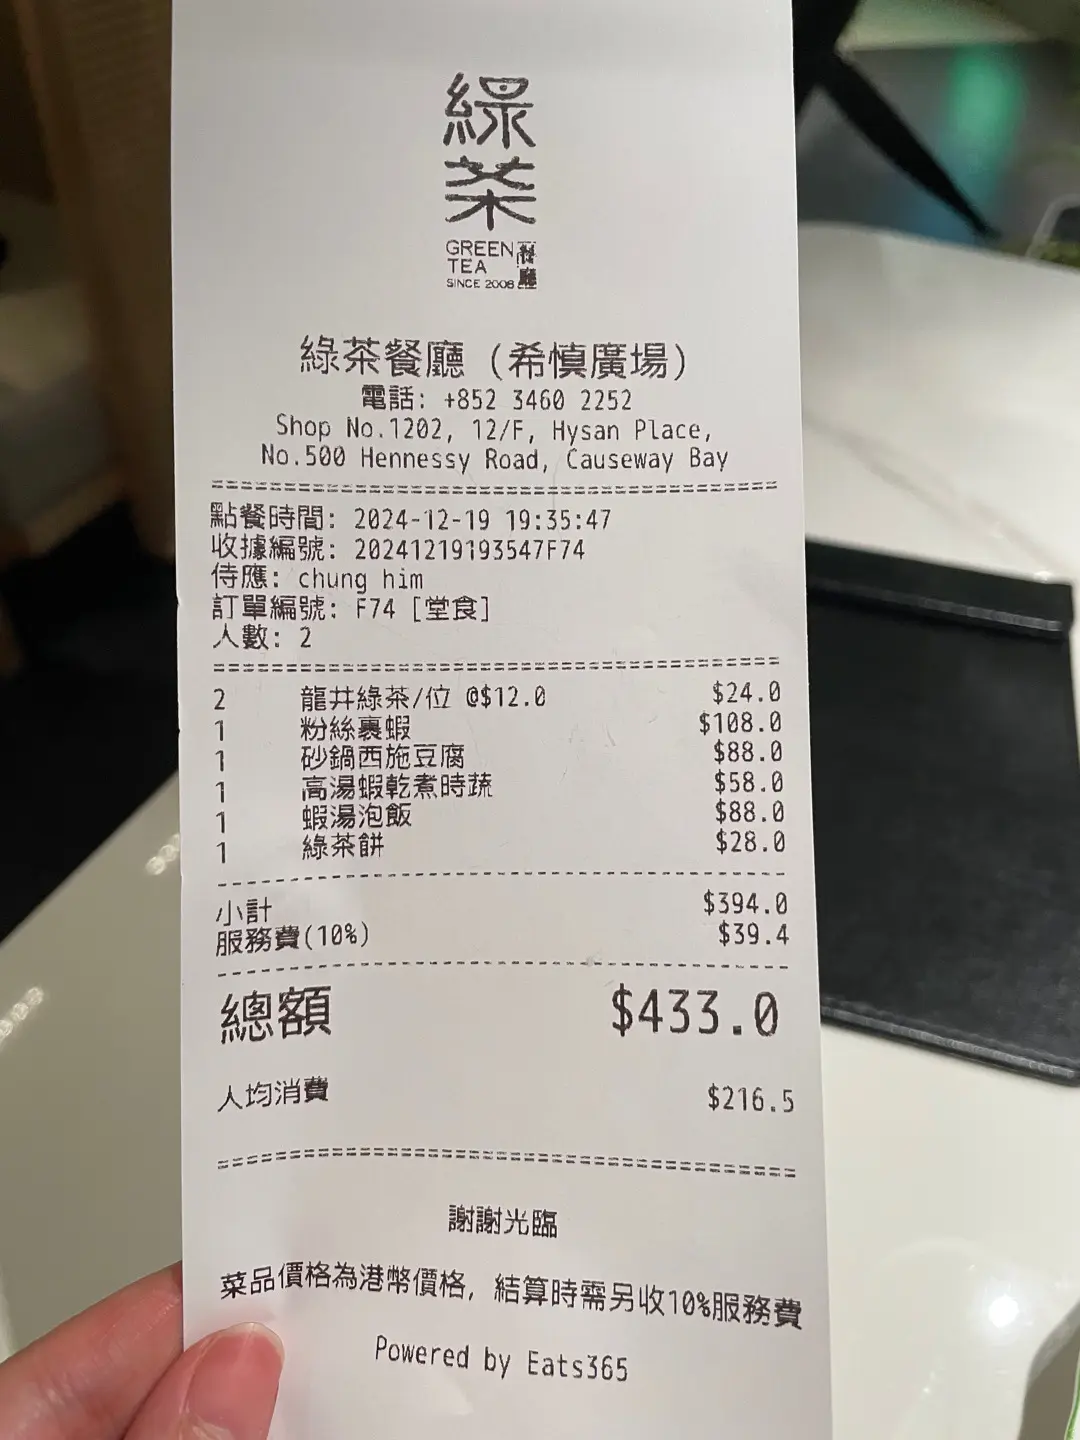 綠
茶
GREEN
TEA
餐廳
SINCE 2008
綠茶餐廳 (希慎廣場)
電話: +852 3460 2252
Shop No.1202, 12/F, Hysan Place,
No.500 Hennessy Road, Causeway Bay
點餐時間: 2024-12-19 19:35:47
收據編號: 20241219193547F74
侍應: chung him
訂單編號: F74 [堂食]
人數: 2
2 龍井綠茶/位 @$12.0 $24.0
1 粉絲裹蝦 $108.0
1 砂鍋西施豆腐 $88.0
1 高湯蝦乾煮時蔬 $58.0
1 蝦湯泡飯 $88.0
1 綠茶餅 $28.0
小計 $394.0
服務費(10%) $39.4
總額 $433.0
人均消費 $216.5
謝謝光臨
菜品價格為港幣價格, 結算時需另收10%服務費
Powered by Eats365